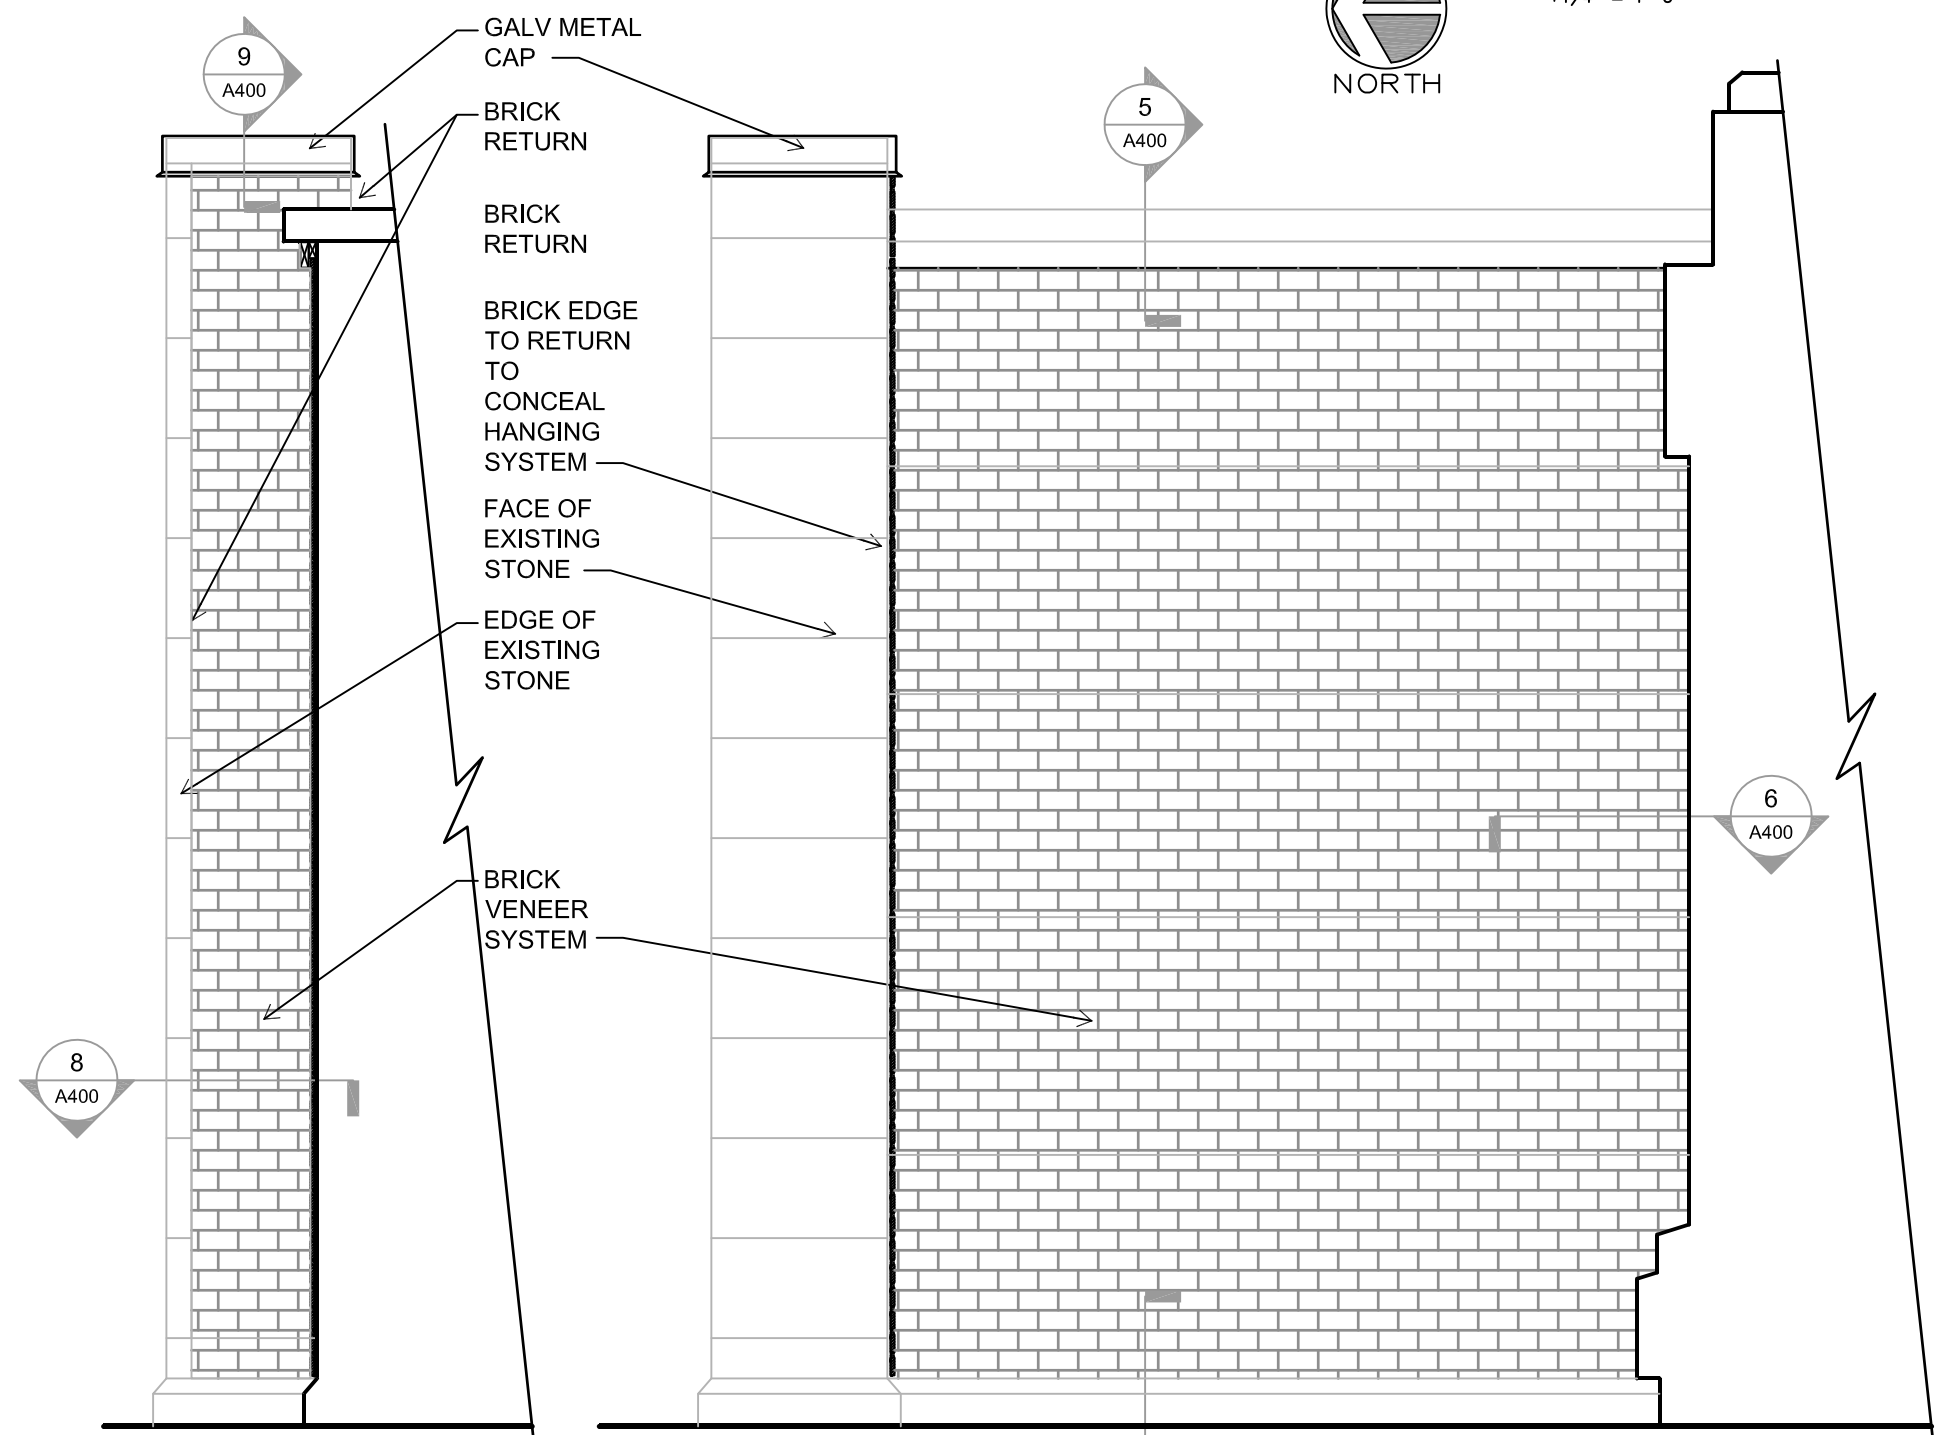 GALV METAL
CAP
9
A400
NORTH
5
A400
BRICK
RETURN
BRICK
RETURN
BRICK EDGE
TO RETURN
TO
CONCEAL
HANGING
SYSTEM
FACE OF
EXISTING
STONE
EDGE OF
EXISTING
STONE
6
A400
BRICK
VENEER
SYSTEM
8
A400